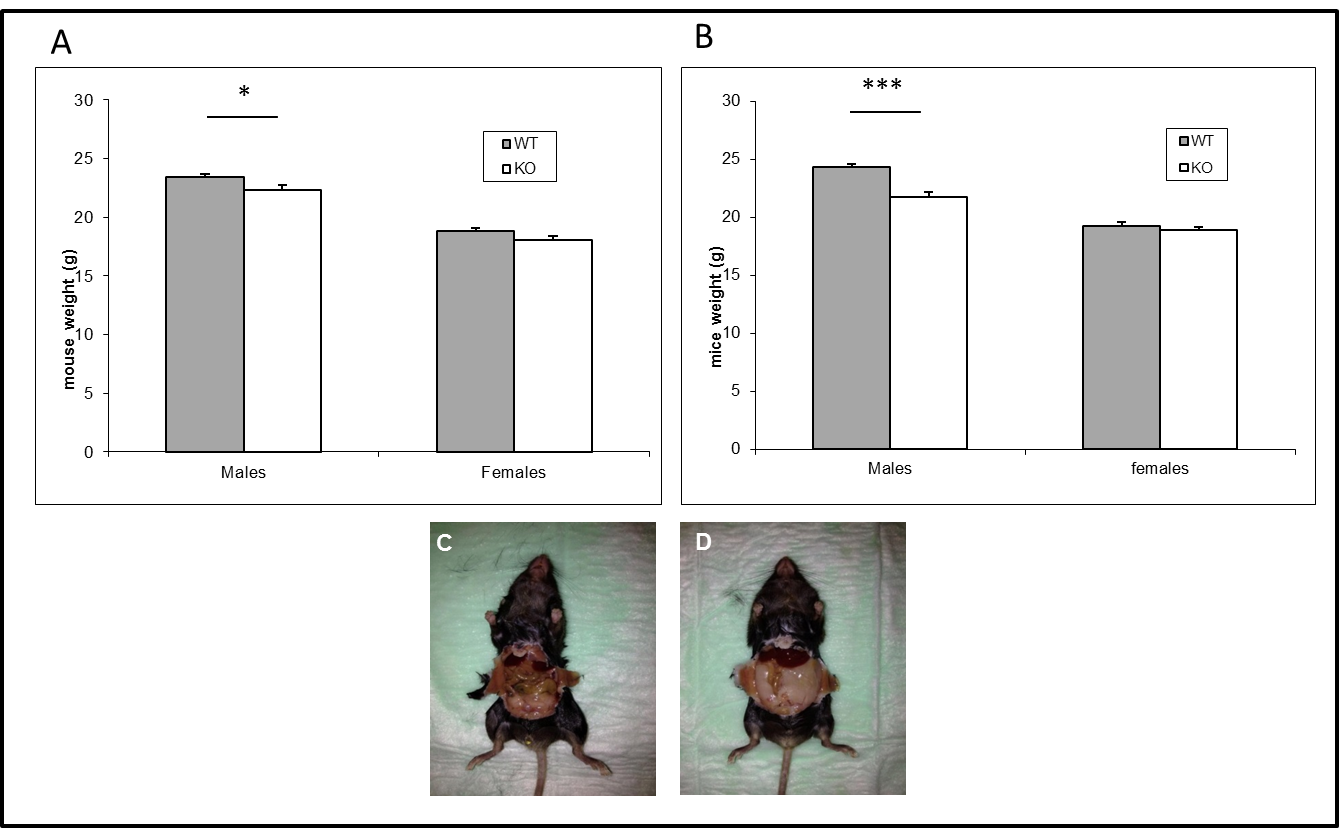 A
B
*
***
30
25
20
15
10
5
0
mouse weight (g)
WT
KO
Males
Females
30
25
20
15
10
5
0
mice weight (g)
WT
KO
Males
females
C
D